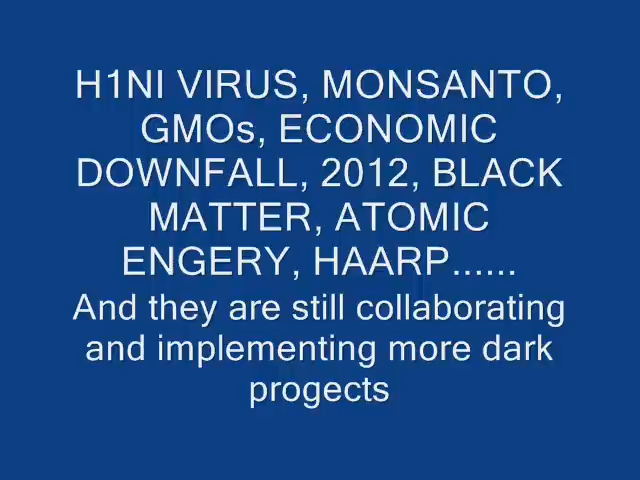 H1NI VIRUS, MONSANTO,
GMOs, ECONOMIC
DOWNFALL, 2012, BLACK
MATTER, ATOMIC
ENGERY, HAARP......
And they are still collaborating
and implementing more dark
progects